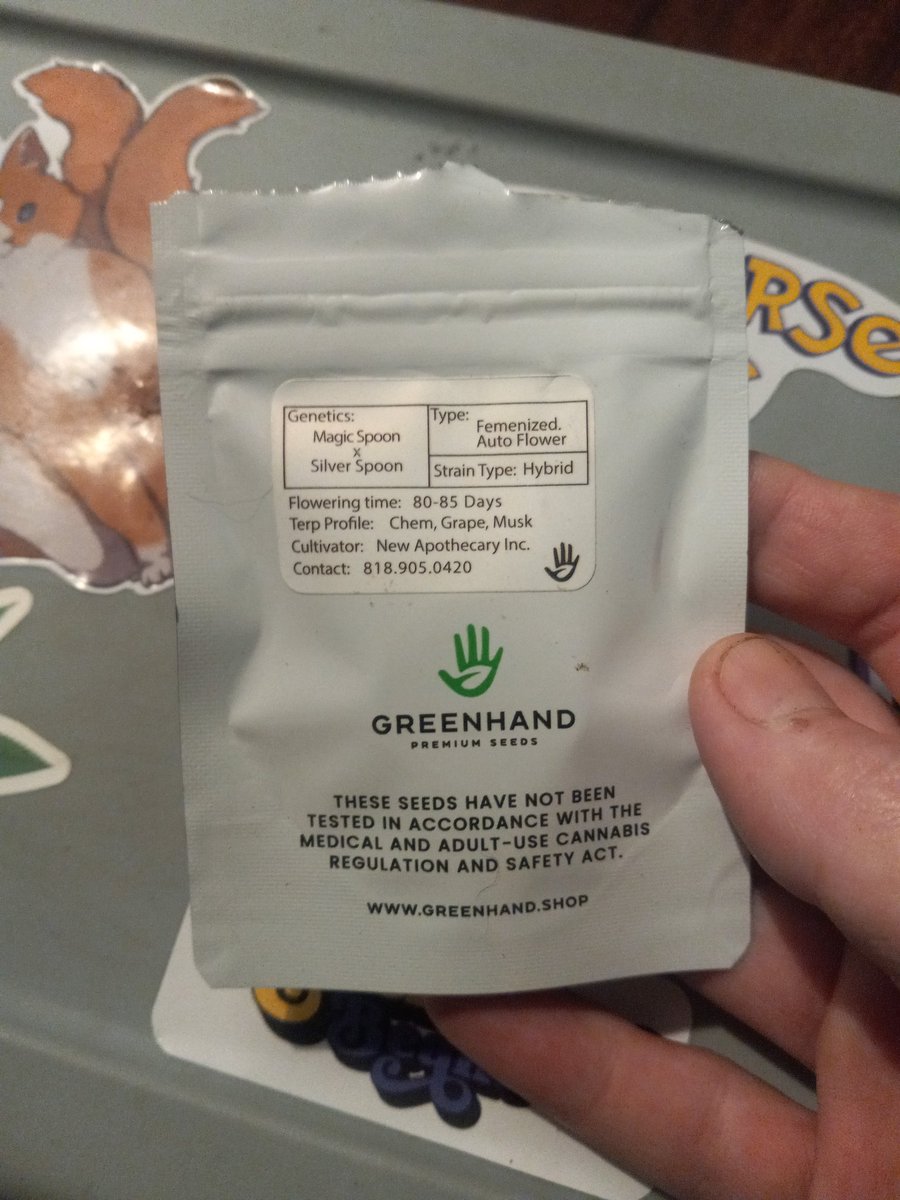 RSe
Genetics:
Magic Spoon
x
Silver Spoon
Type:
Femenized.
Auto Flower
Strain Type: Hybrid
Flowering time: 80-85 Days
Terp Profile: Chem, Grape, Musk
Cultivator: New Apothecary Inc.
Contact: 818.905.0420
GREENHAND
PREMIUM SEEDS
THESE SEEDS HAVE NOT BEEN
TESTED IN ACCORDANCE WITH THE
MEDICAL AND ADULT-USE CANNABIS
REGULATION AND SAFETY ACT.
WWW.GREENHAND.SHOP